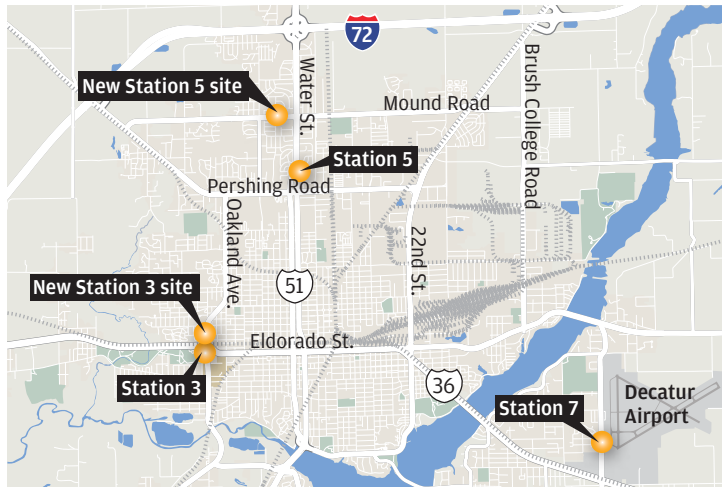 72
New Station 5 site
Water St.
Mound Road
Brush College Road
Station 5
Pershing Road
Oakland Ave.
22nd St.
51
New Station 3 site
Eldorado St.
Station 3
36
Station 7
Decatur
Airport